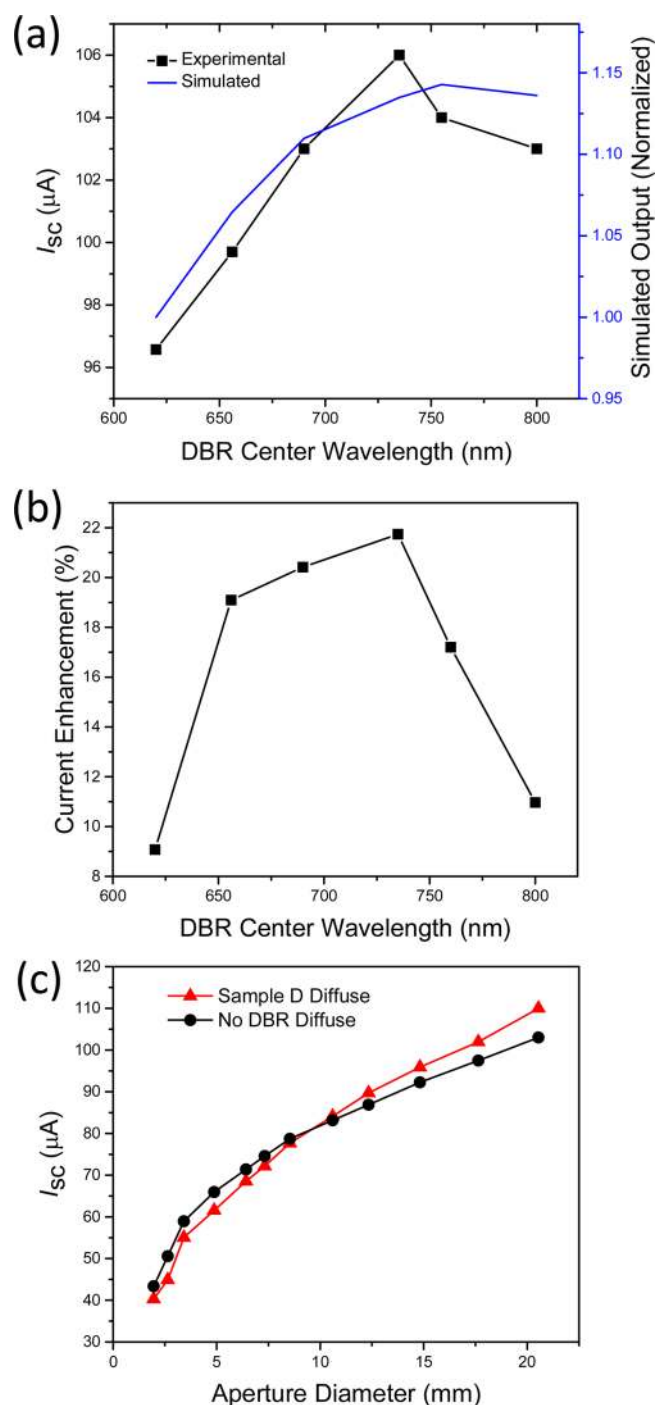 (a)
106
104
102
100
98
96
Experimental
Simulated
1.15
1.10
1.05
1.00
0.95
600 650 700 750 800
DBR Center Wavelength (nm)
I_SC (μA)
Simulated Output (Normalized)
(b)
22
20
18
16
14
12
10
8
600 650 700 750 800
DBR Center Wavelength (nm)
Current Enhancement (%)
(c)
120
110
100
90
80
70
60
50
40
30
Sample D Diffuse
No DBR Diffuse
0 5 10 15 20
Aperture Diameter (mm)
I_SC (μA)